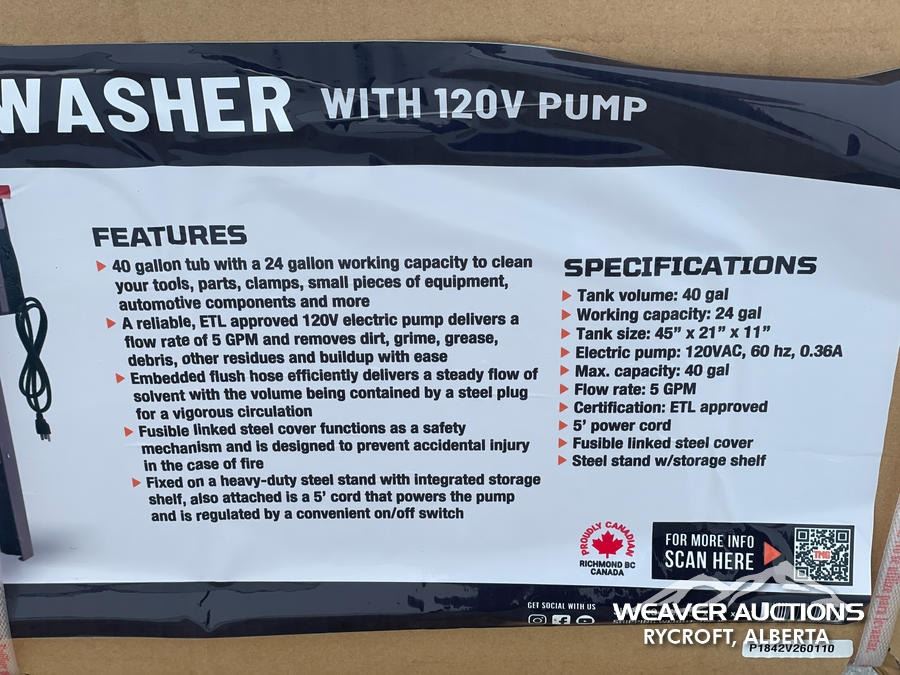 WASHER WITH 120V PUMP
FEATURES
40 gallon tub with a 24 gallon working capacity to clean
your tools, parts, clamps, small pieces of equipment,
automotive components and more
A reliable, ETL approved 120V electric pump delivers a
flow rate of 5 GPM and removes dirt, grime, grease,
debris, other residues and buildup with ease
Embedded flush hose efficiently delivers a steady flow of
solvent with the volume being contained by a steel plug
for a vigorous circulation
Fusible linked steel cover functions as a safety
mechanism and is designed to prevent accidental injury
in the case of fire
Fixed on a heavy-duty steel stand with integrated storage
shelf, also attached is a 5’ cord that powers the pump
and is regulated by a convenient on/off switch
SPECIFICATIONS
Tank volume: 40 gal
Working capacity: 24 gal
Tank size: 45” x 21” x 11”
Electric pump: 120VAC, 60 hz, 0.36A
Max. capacity: 40 gal
Flow rate: 5 GPM
Certification: ETL approved
5’ power cord
Fusible linked steel cover
Steel stand w/storage shelf
PROUDLY CANADIAN
RICHMOND BC
CANADA
FOR MORE INFO
SCAN HERE
TMG
GET SOCIAL WITH US
WEAVER AUCTIONS
RYCROFT, ALBERTA
P1842V260110